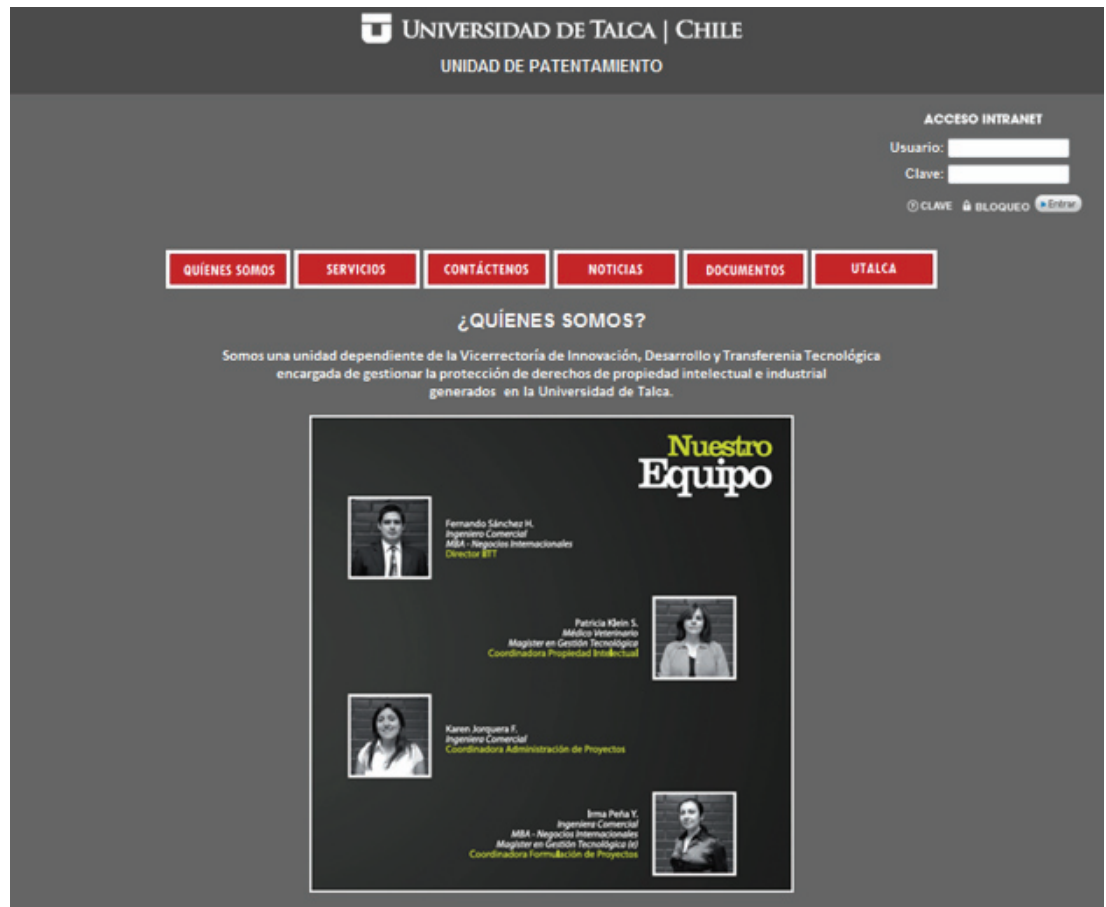 UNIVERSIDAD DE TALCA | CHILE
UNIDAD DE PATENTAMIENTO
ACCESO INTRANET
Usuario:
Clave:
CLAVE BLOQUEO Entrar
QUÍENES SOMOS SERVICIOS CONTÁCTENOS NOTICIAS DOCUMENTOS UTALCA
¿QUÍENES SOMOS?
Somos una unidad dependiente de la Vicerrectoría de Innovación, Desarrollo y Transferenia Tecnológica
encargada de gestionar la protección de derechos de propiedad intelectual e industrial
generados en la Universidad de Talca.
Nuestro
Equipo
Fernando Sánchez H.
Ingeniero Comercial
MBA - Negocios Internacionales
Director IITT
Patricia Klein S.
Médico Veterinario
Magister en Gestión Tecnológica
Coordinadora Propiedad Intelectual
Karen Jorquera F.
Ingeniera Comercial
Coordinadora Administración de Proyectos
Irma Peña Y.
Ingeniera Comercial
MBA - Negocios Internacionales
Magister en Gestión Tecnológica (e)
Coordinadora Formulación de Proyectos